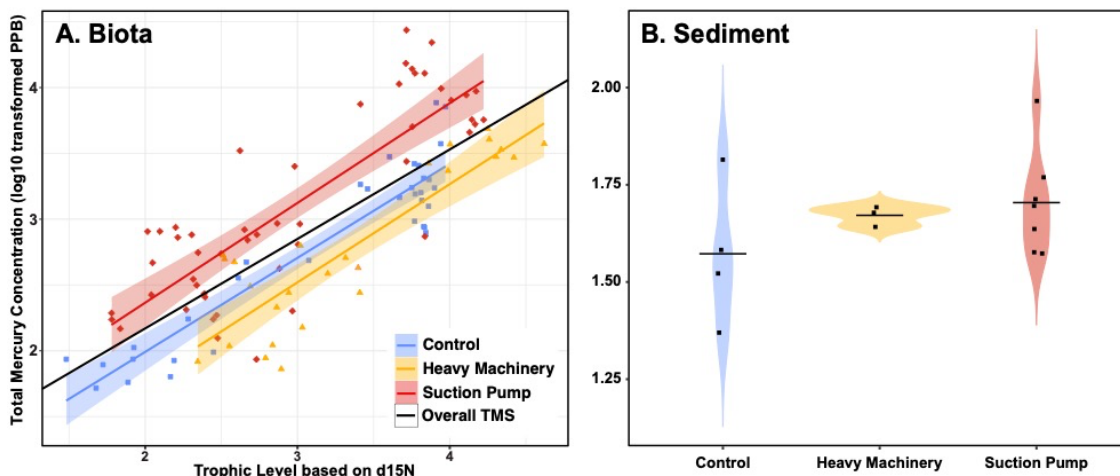 A. Biota
Total Mercury Concentration (log10 transformed PPB)
4
3
2
Control
Heavy Machinery
Suction Pump
Overall TMS
2
3
4
Trophic Level based on d15N
B. Sediment
2.00
1.75
1.50
1.25
Control
Heavy Machinery
Suction Pump